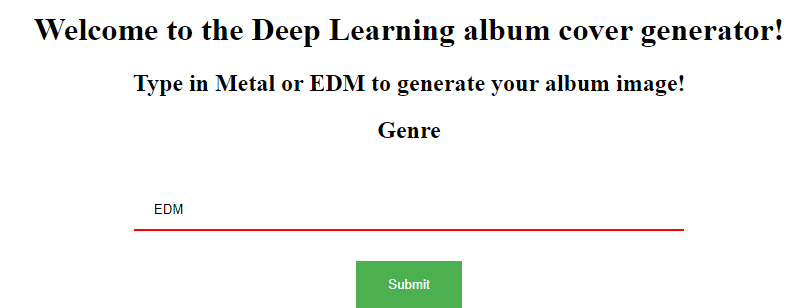 Welcome to the Deep Learning album cover generator!
Type in Metal or EDM to generate your album image!
Genre
EDM
Submit